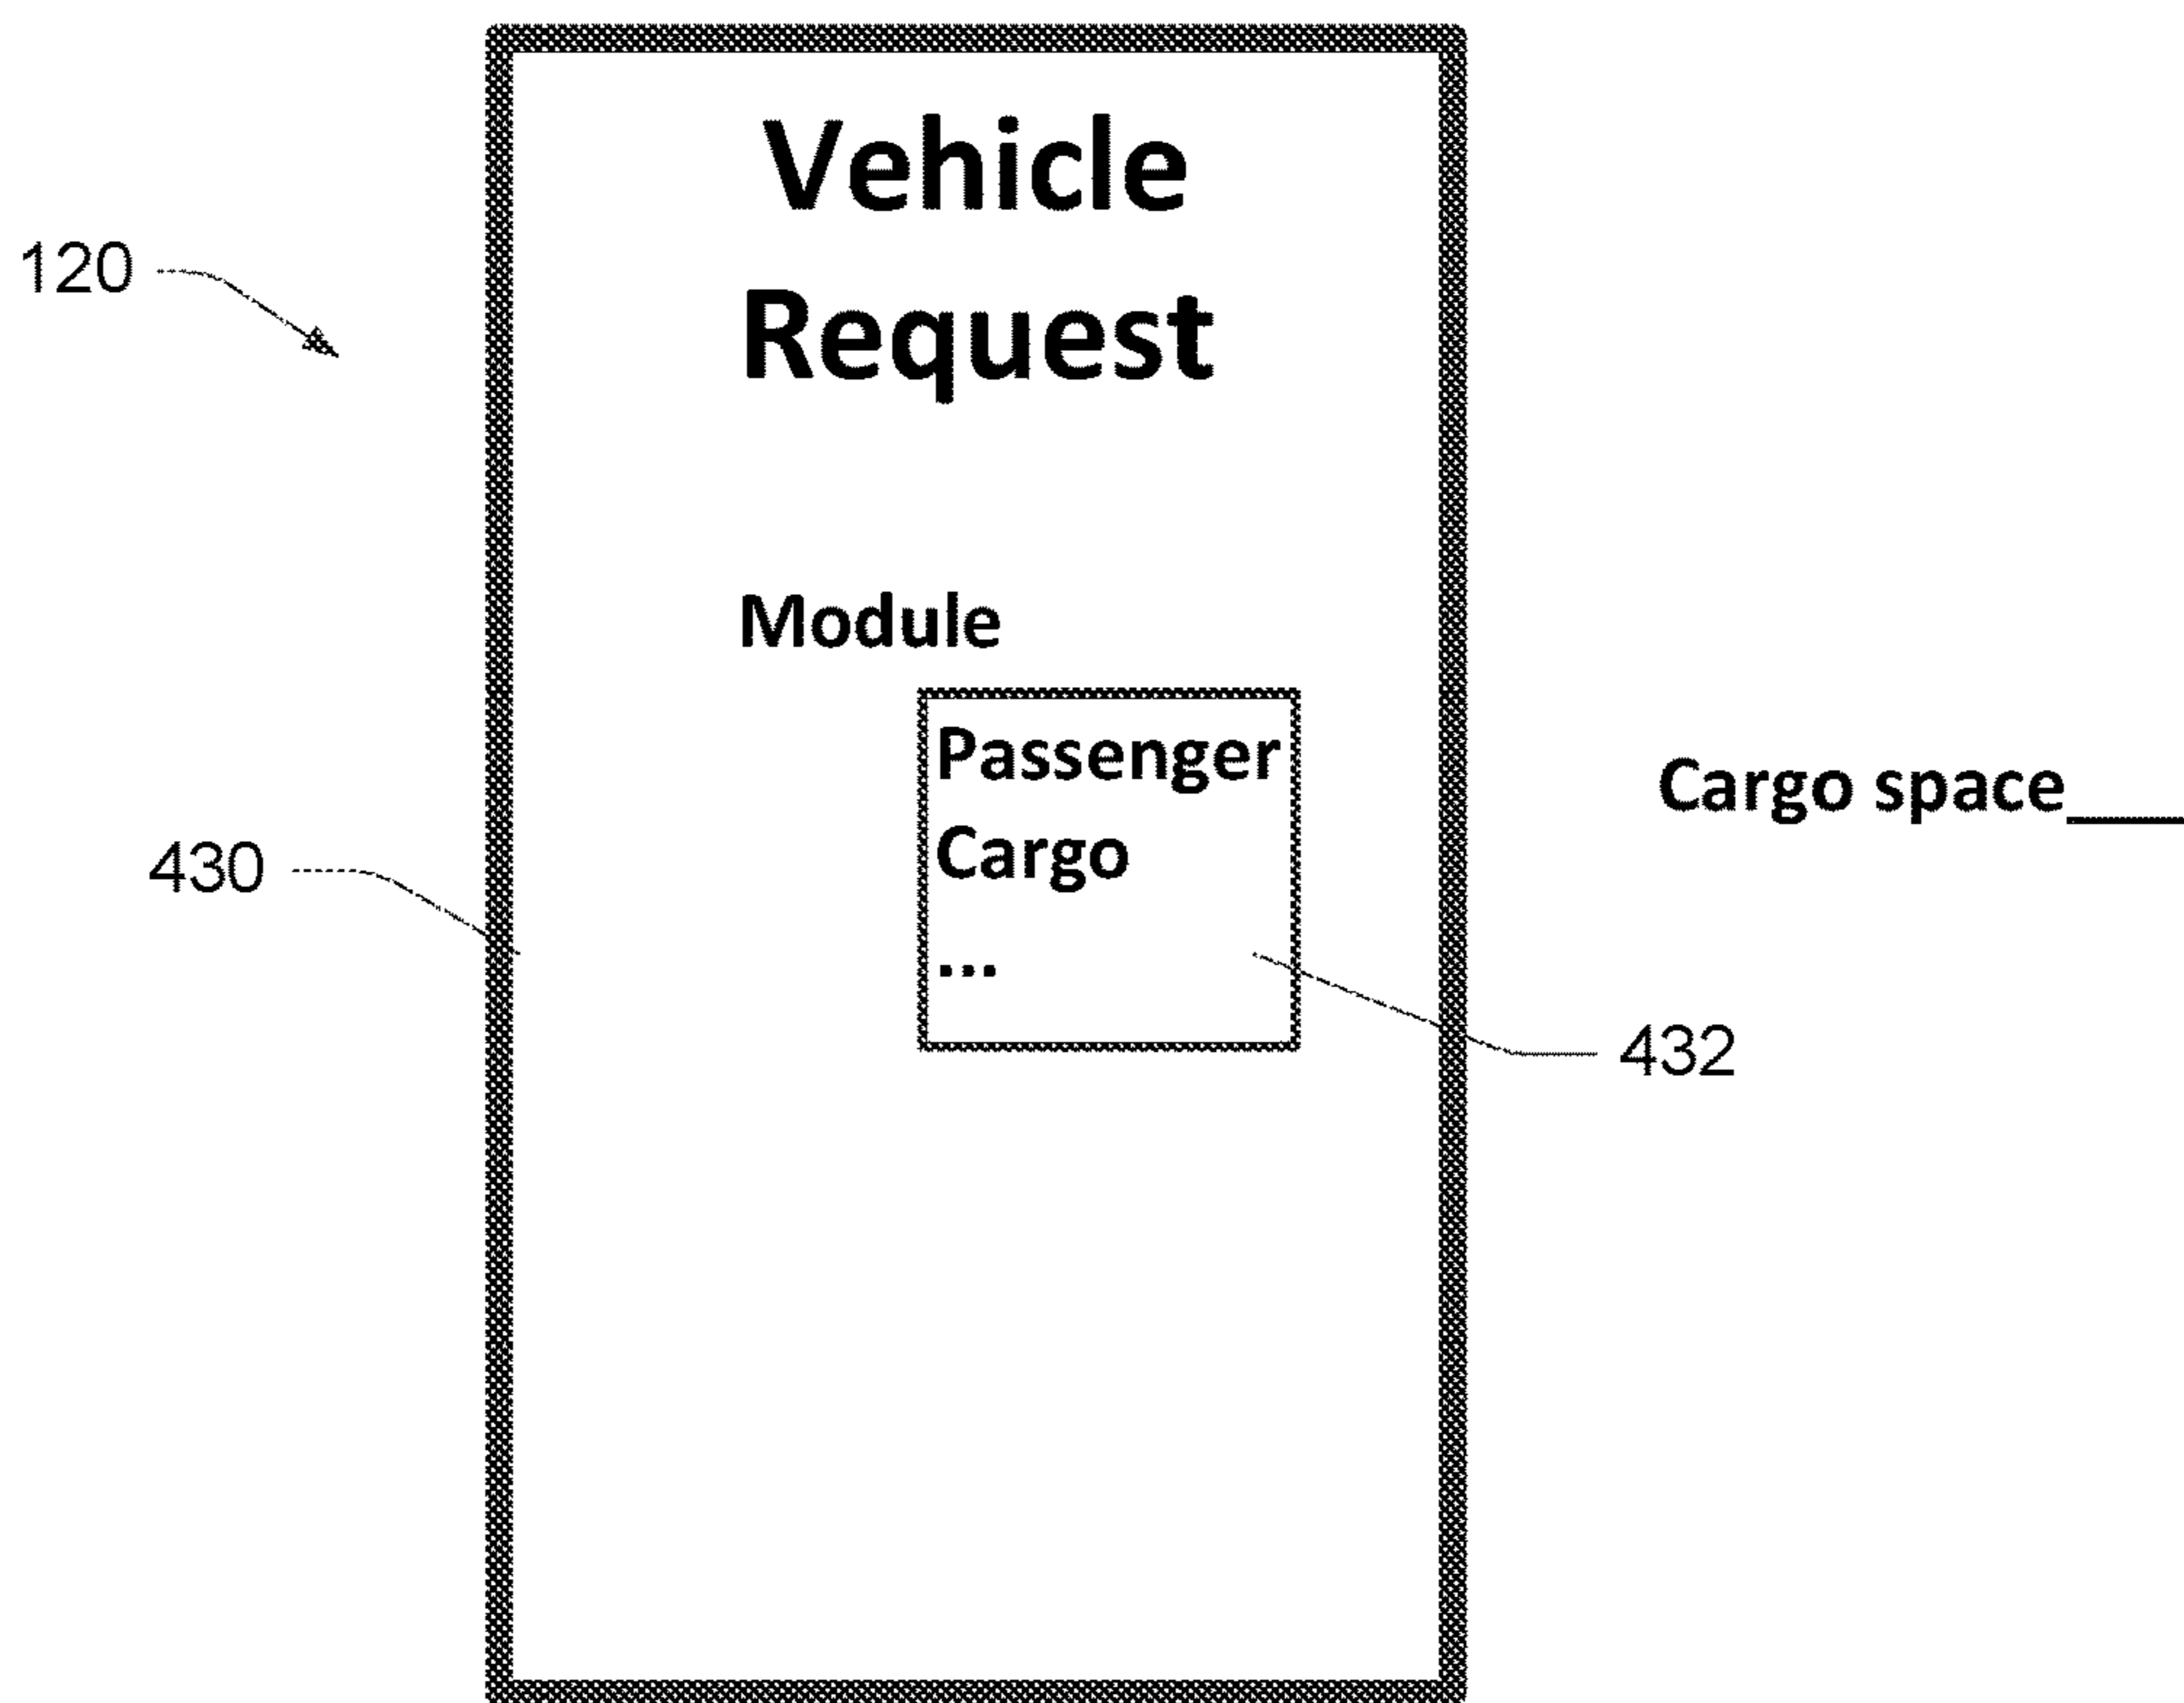 Vehicle
Request
120
Module
Passenger
Cargo
...
Cargo space____
430
432